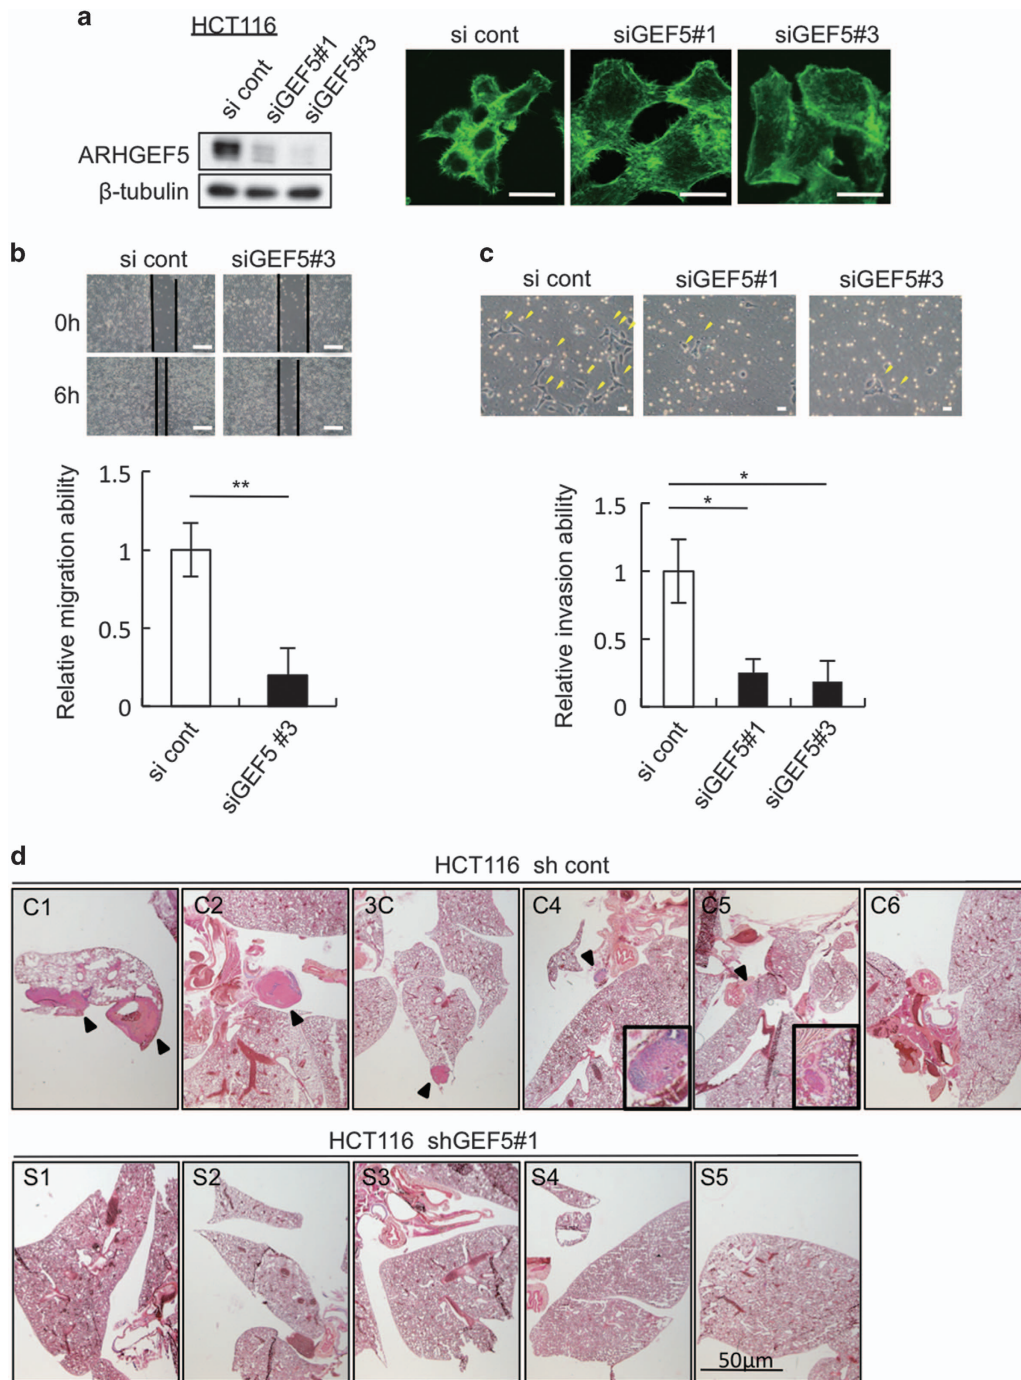 a
HCT116
si cont
siGEF5#1
siGEF5#3
ARHGEF5
β-tubulin
si cont
siGEF5#1
siGEF5#3
b
si cont
siGEF5#3
0h
6h
Relative migration ability
1.5
1
0.5
0
**
si cont
siGEF5 #3
c
si cont
siGEF5#1
siGEF5#3
Relative invasion ability
1.5
1
0.5
0
*
*
si cont
siGEF5#1
siGEF5#3
d
HCT116 sh cont
C1
C2
3C
C4
C5
C6
HCT116 shGEF5#1
S1
S2
S3
S4
S5
50µm